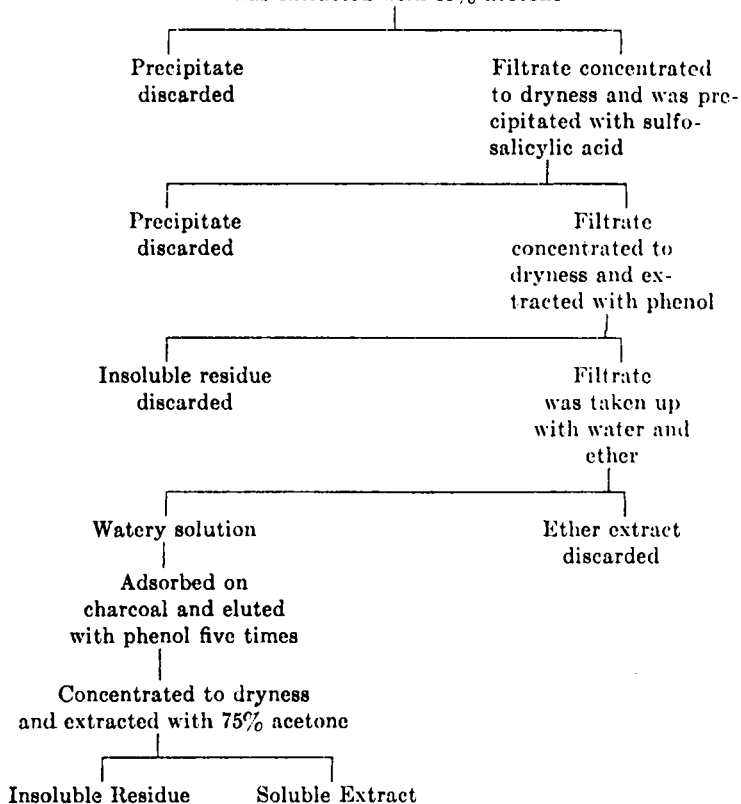 Precipitate
discarded
Filtrate concentrated
to dryness and was pre-
cipitated with sulfo-
salicylic acid
Precipitate
discarded
Filtrate
concentrated to
dryness and ex-
tracted with phenol
Insoluble residue
discarded
Filtrate
was taken up
with water and
ether
Watery solution
Ether extract
discarded
Adsorbed on
charcoal and eluted
with phenol five times
Concentrated to dryness
and extracted with 75% acetone
Insoluble Residue
Soluble Extract